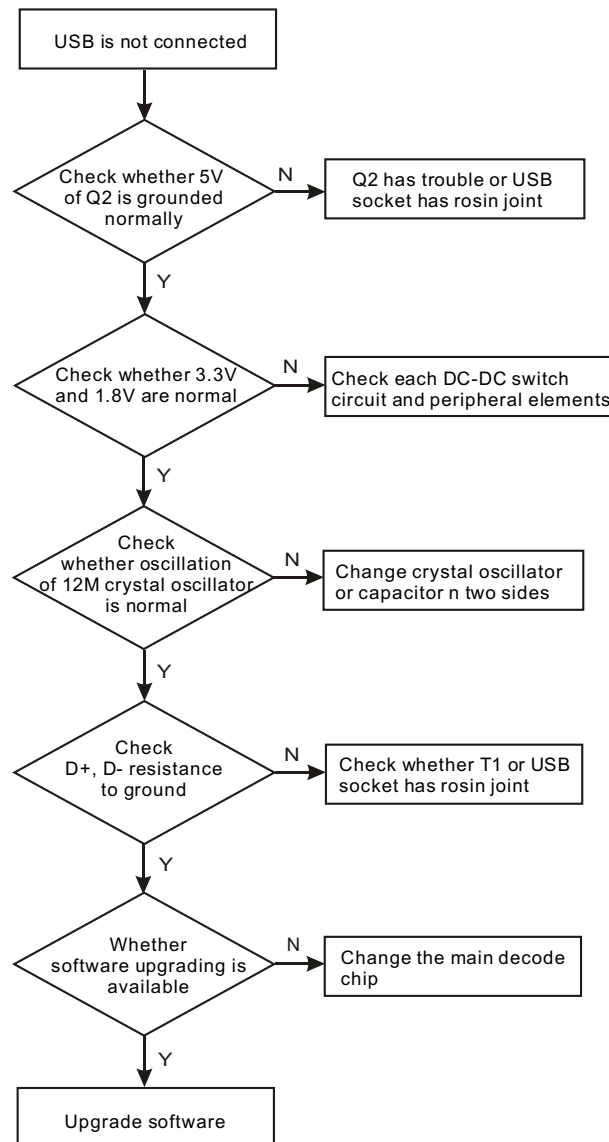 USB is not connected
Check whether 5V
of Q2 is grounded
normally
N
Q2 has trouble or USB
socket has rosin joint
Y
Check whether 3.3V
and 1.8V are normal
N
Check each DC-DC switch
circuit and peripheral elements
Y
Check
whether oscillation
of 12M crystal oscillator
is normal
N
Change crystal oscillator
or capacitor n two sides
Y
Check
D+, D- resistance
to ground
N
Check whether T1 or USB
socket has rosin joint
Y
Whether
software upgrading is
available
N
Change the main decode
chip
Y
Upgrade software